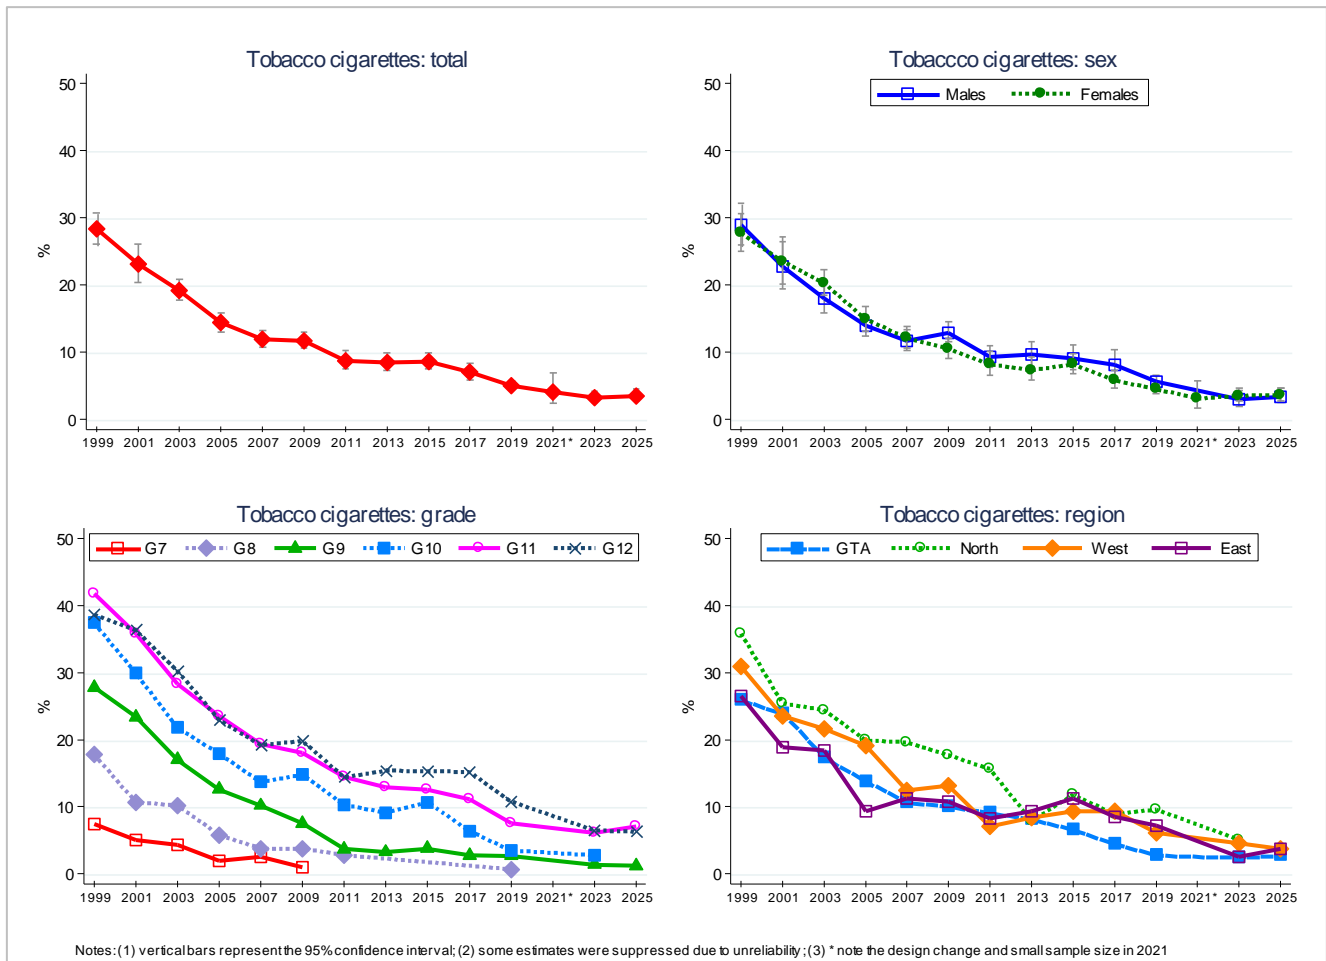 Tobacco cigarettes: total
50
40
30
20
10
0
%
1999 2001 2003 2005 2007 2009 2011 2013 2015 2017 2019 2021* 2023 2025
Tobaccco cigarettes: sex
Males Females
50
40
30
20
10
0
%
1999 2001 2003 2005 2007 2009 2011 2013 2015 2017 2019 2021* 2023 2025
Tobacco cigarettes: grade
G7 G8 G9 G10 G11 G12
50
40
30
20
10
0
%
1999 2001 2003 2005 2007 2009 2011 2013 2015 2017 2019 2021* 2023 2025
Tobacco cigarettes: region
GTA North West East
50
40
30
20
10
0
%
1999 2001 2003 2005 2007 2009 2011 2013 2015 2017 2019 2021* 2023 2025
Notes: (1) vertical bars represent the 95% confidence interval; (2) some estimates were suppressed due to unreliability; (3) * note the design change and small sample size in 2021